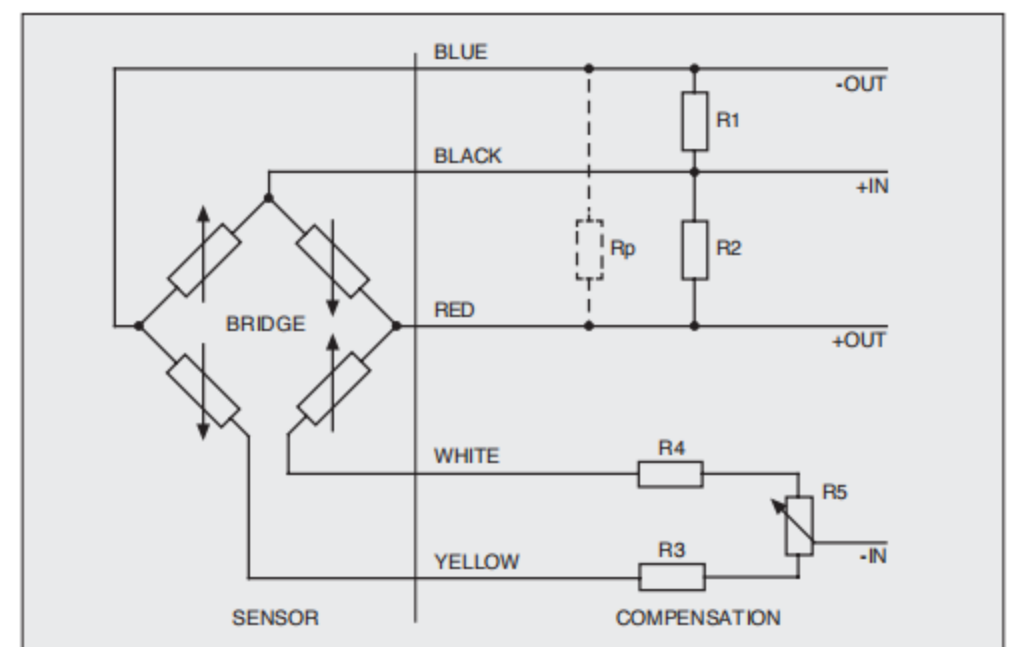 BLUE
-OUT
R1
BLACK
+IN
Rp
R2
BRIDGE
RED
+OUT
WHITE
R4
R5
YELLOW
R3
-IN
SENSOR
COMPENSATION